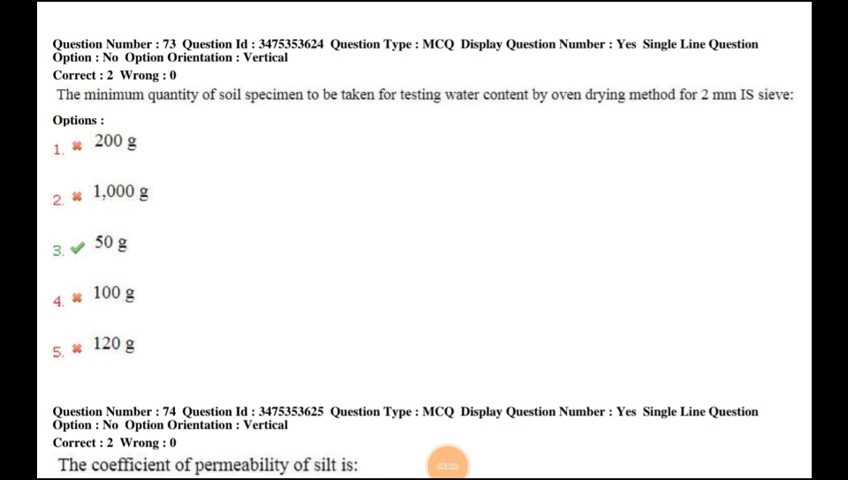 Question Number : 73 Question Id : 3475353624 Question Type : MCQ Display Question Number : Yes Single Line Question
Option : No Option Orientation : Vertical
Correct : 2 Wrong : 0
The minimum quantity of soil specimen to be taken for testing water content by oven drying method for 2 mm IS sieve:
Options :
1. 200 g
2. 1,000 g
3. 50 g
4. 100 g
5. 120 g
Question Number : 74 Question Id : 3475353625 Question Type : MCQ Display Question Number : Yes Single Line Question
Option : No Option Orientation : Vertical
Correct : 2 Wrong : 0
The coefficient of permeability of silt is:
03:20